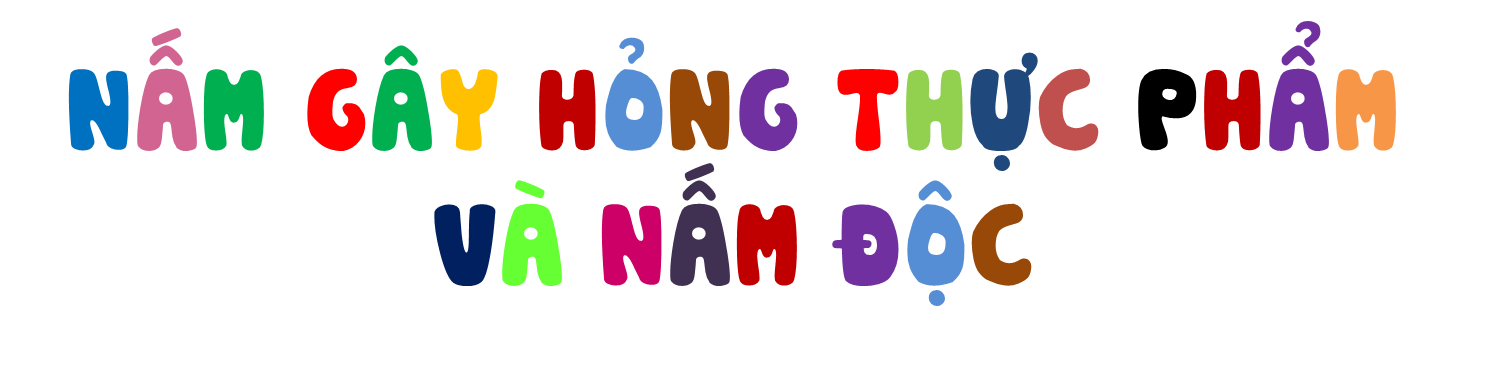 NẤM GÂY HỎNG THỰC PHẨM
VÀ NẤM ĐỘC